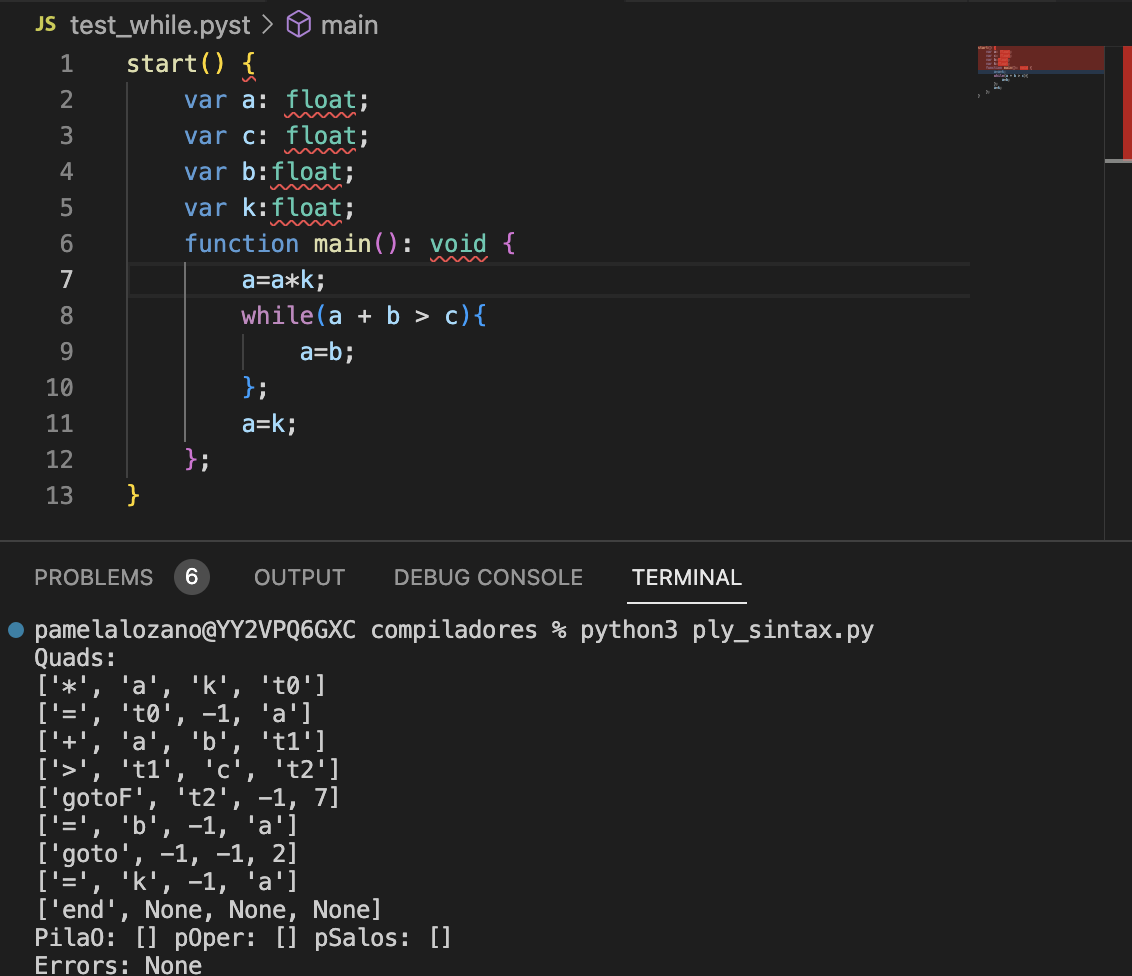 JS test_while.pyst > main
1 start() {
2 var a: float;
3 var c: float;
4 var b:float;
5 var k:float;
6 function main(): void {
7 a=a*k;
8 while(a + b > c){
9 a=b;
10 };
11 a=k;
12 };
13 }
PROBLEMS 6 OUTPUT DEBUG CONSOLE TERMINAL
pamelalozano@YY2VPQ6GXC compiladores % python3 ply_sintax.py
Quads:
['*', 'a', 'k', 't0']
['=', 't0', -1, 'a']
['+', 'a', 'b', 't1']
['>', 't1', 'c', 't2']
['gotoF', 't2', -1, 7]
['=', 'b', -1, 'a']
['goto', -1, -1, 2]
['=', 'k', -1, 'a']
['end', None, None, None]
PilaO: [] pOper: [] pSalos: []
Errors: None